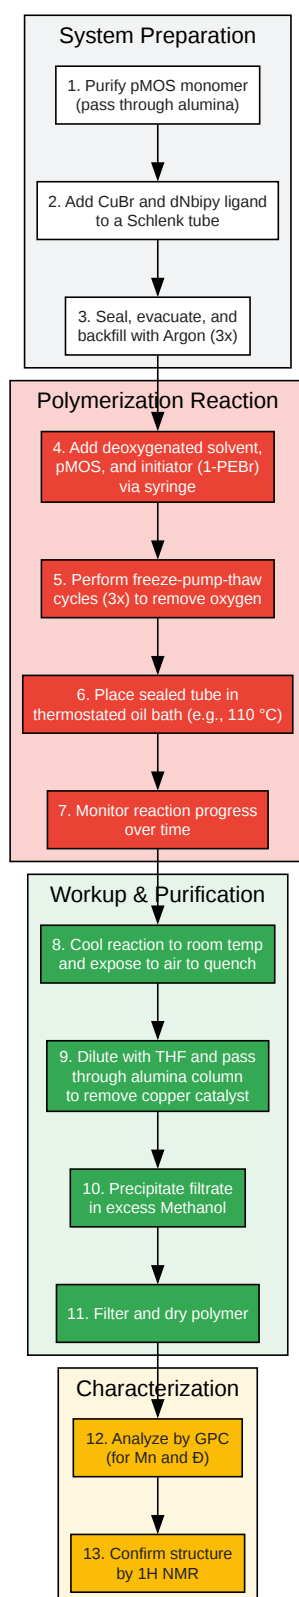 System Preparation
1. Purify pMOS monomer
(pass through alumina)
2. Add CuBr and dNbipy ligand
to a Schlenk tube
3. Seal, evacuate, and
backfill with Argon (3x)
Polymerization Reaction
4. Add deoxygenated solvent,
pMOS, and initiator (1-PEBr)
via syringe
5. Perform freeze-pump-thaw
cycles (3x) to remove oxygen
6. Place sealed tube in
thermostated oil bath (e.g., 110 °C)
7. Monitor reaction progress
over time
Workup & Purification
8. Cool reaction to room temp
and expose to air to quench
9. Dilute with THF and pass
through alumina column
to remove copper catalyst
10. Precipitate filtrate
in excess Methanol
11. Filter and dry polymer
Characterization
12. Analyze by GPC
(for Mn and Đ)
13. Confirm structure
by 1H NMR